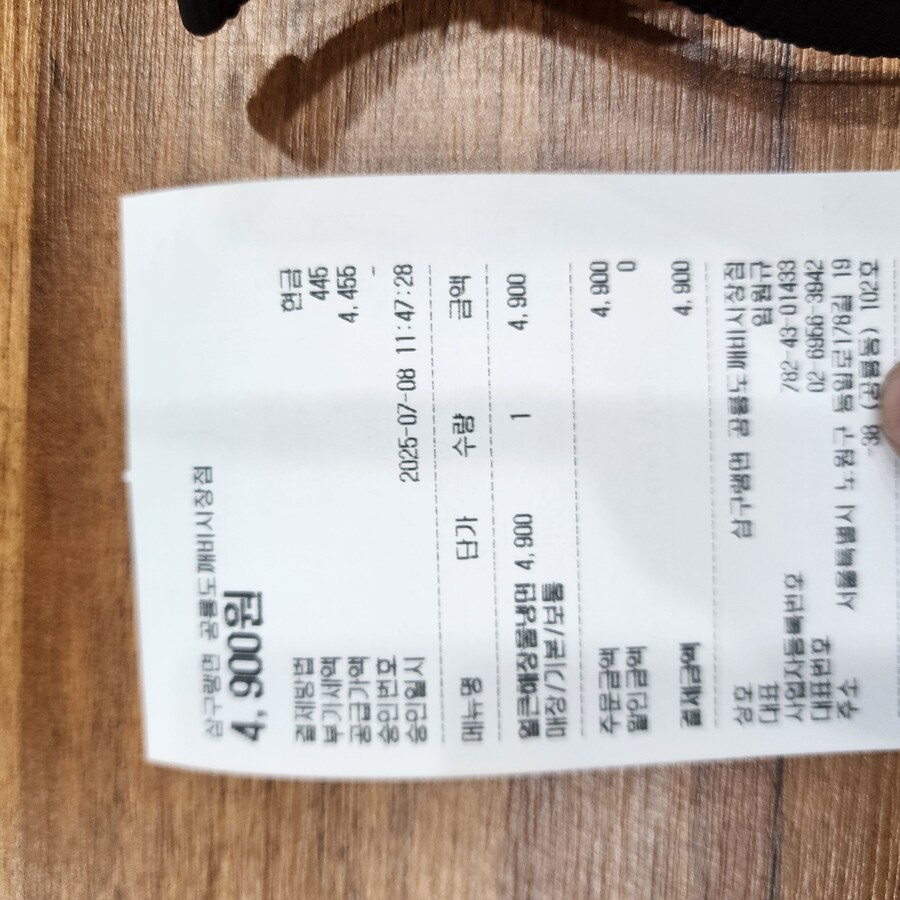 삼구랭면 공릉도깨비시장점
4,900원
결제방법 현금
부가세액 445
공급가액 4,455
승인번호 -
승인일시 2025-07-08 11:47:28
메뉴명 단가 수량 금액
얼큰해장물냉면 4,900 1 4,900
매장/기본/보통
주문금액 4,900
할인금액 0
결제금액 4,900
상호 삼구랭면 공릉도깨비시장점
대표 임원규
사업자등록번호 782-43-01433
대표번호 02-6966-3942
주소 서울특별시 노원구 동일로178길 19
-38 (공릉동) 102호